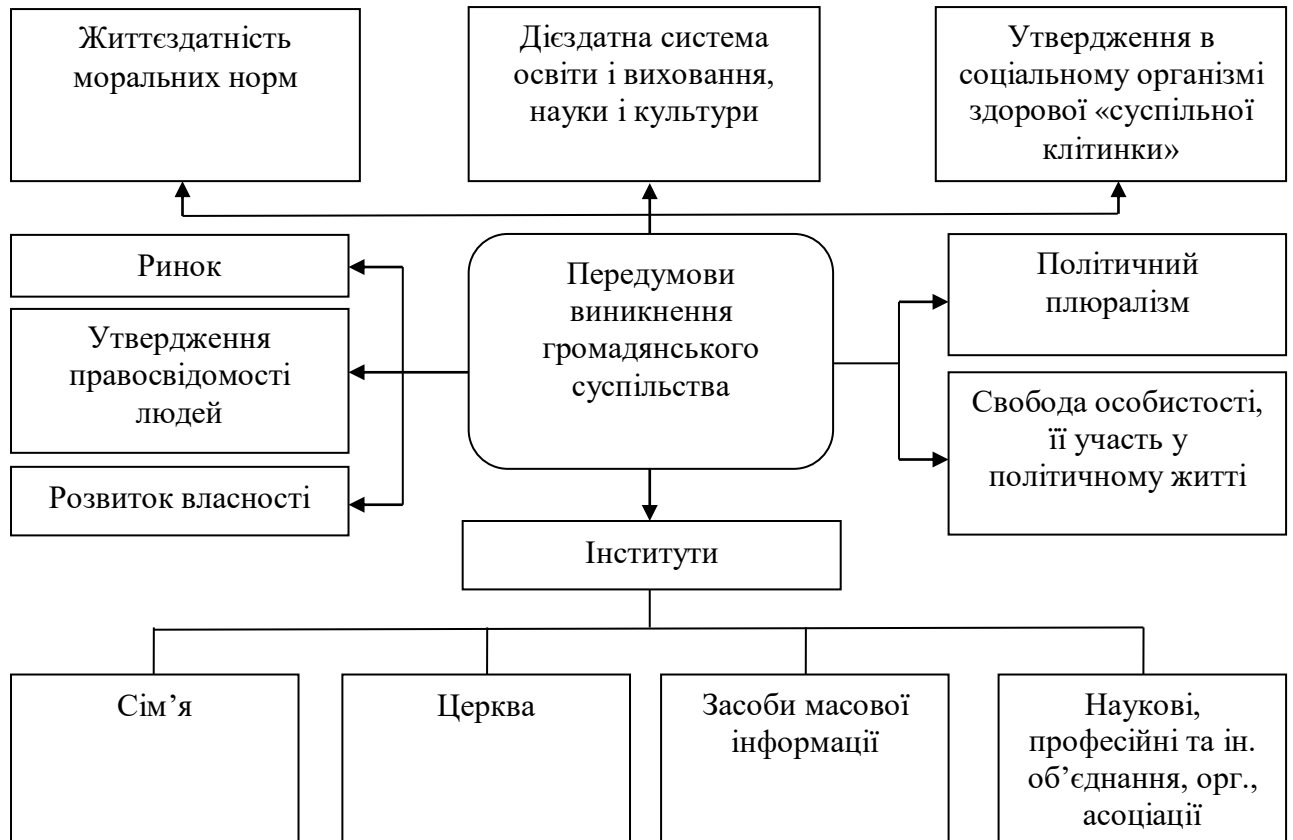 Життєздатність
моральних норм
Дієздатна система
освіти і виховання,
науки і культури
Утвердження в
соціальному організмі
здорової «суспільної
клітинки»
Ринок
Утвердження
правосвідомості
людей
Розвиток власності
Передумови
виникнення
громадянського
суспільства
Політичний
плюралізм
Свобода особистості,
її участь у
політичному житті
Інститути
Сім’я
Церква
Засоби масової
інформації
Наукові,
професійні та ін.
об’єднання, орг.,
асоціації